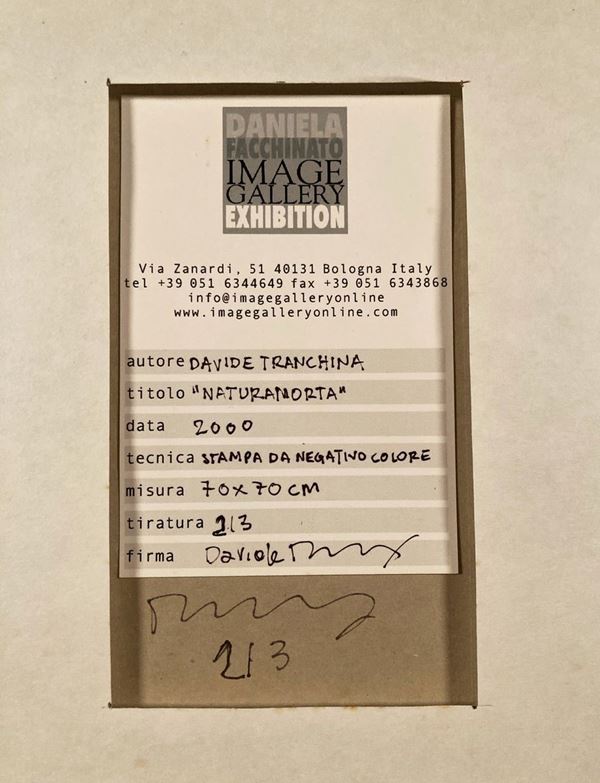 DANIELA
FACCHINATO
IMAGE
GALLERY
EXHIBITION
Via Zanardi, 51 40131 Bologna Italy
tel +39 051 6344649 fax +39 051 6343868
info@imagegalleryonline
www.imagegalleryonline.com
autore DAVIDE TRANCHINA
titolo "NATURAMORTA"
data 2000
tecnica STAMPA DA NEGATIVO COLORE
misura 70x70 CM
tiratura 2/3
firma Davide
2/3